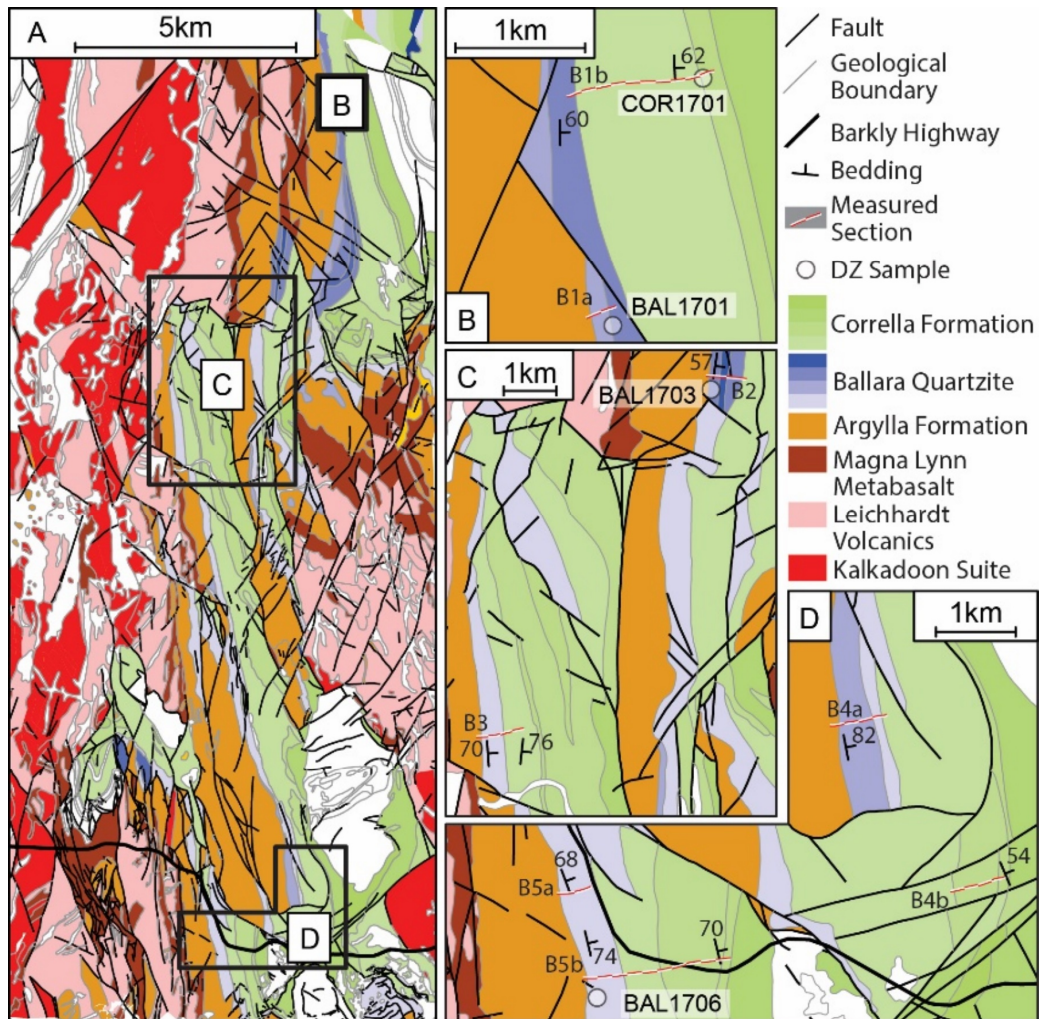 A
5km
B
C
D
1km
62
B1b
COR1701
60
B1a
BAL1701
B
C
1km
57
BAL1703
B2
B3
70
76
D
1km
B4a
82
68
B5a
54
B4b
70
74
B5b
BAL1706
Fault
Geological
Boundary
Barkly Highway
Bedding
Measured
Section
DZ Sample
Corrella Formation
Ballara Quartzite
Argylla Formation
Magna Lynn
Metabasalt
Leichhardt
Volcanics
Kalkadoon Suite